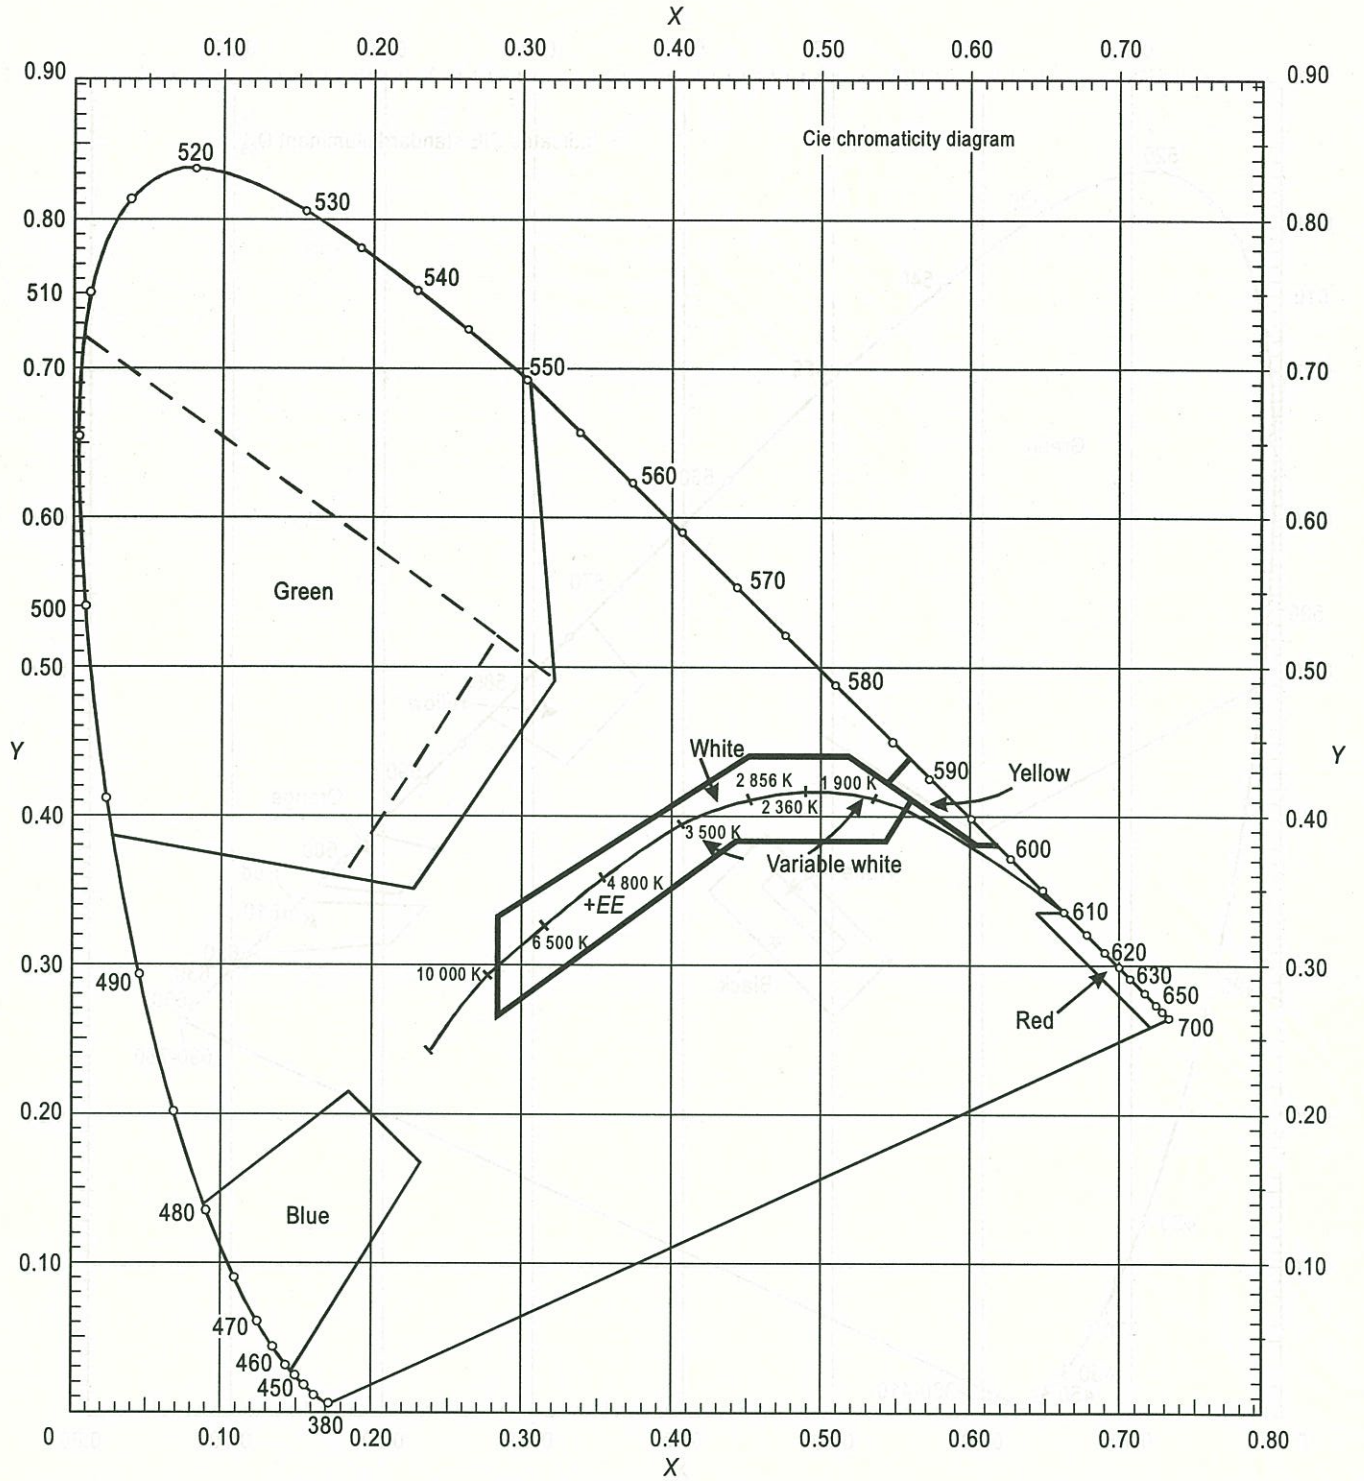 X
0.10 0.20 0.30 0.40 0.50 0.60 0.70
0.90 0.90
Cie chromaticity diagram
520
530
0.80 0.80
540
510
0.70 550 0.70
560
0.60 0.60
570
Green
500
0.50 0.50
580
White
Y Y
590 Yellow
2 856 K 1 900 K
2 360 K
0.40 0.40
3 500 K
600
Variable white
4 800 K
+EE
610
6 500 K
620
0.30 10 000 K 0.30
630
490
650
Red
700
0.20 0.20
480 Blue
0.10 0.10
470
460
450
380
0 0.10 0.20 0.30 0.40 0.50 0.60 0.70 0.80
X